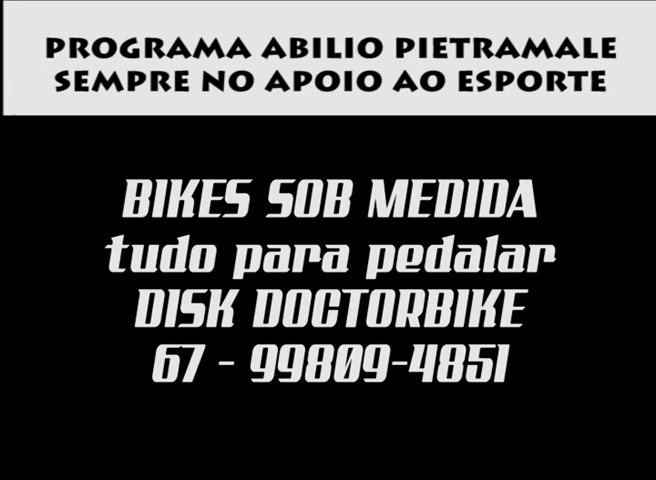 PROGRAMA ABILIO PIETRAMALE
SEMPRE NO APOIO AO ESPORTE
BIKES SOB MEDIDA
tudo para pedalar
DISK DOCTORBIKE
67 - 99809-4851